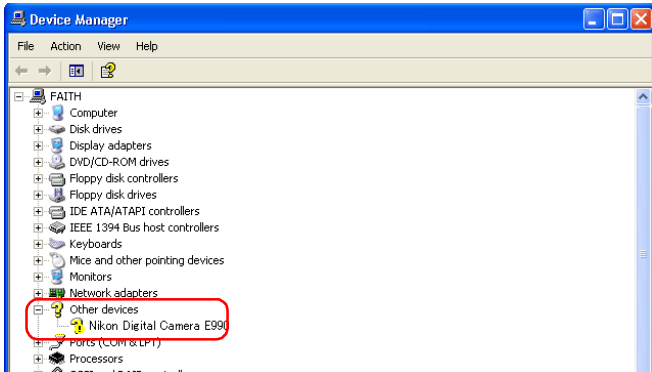 Device Manager
File Action View Help
FAITH
Computer
Disk drives
Display adapters
DVD/CD-ROM drives
Floppy disk controllers
Floppy disk drives
IDE ATA/ATAPI controllers
IEEE 1394 Bus host controllers
Keyboards
Mice and other pointing devices
Monitors
Network adapters
Other devices
Nikon Digital Camera E990
Ports (COM & LPT)
Processors